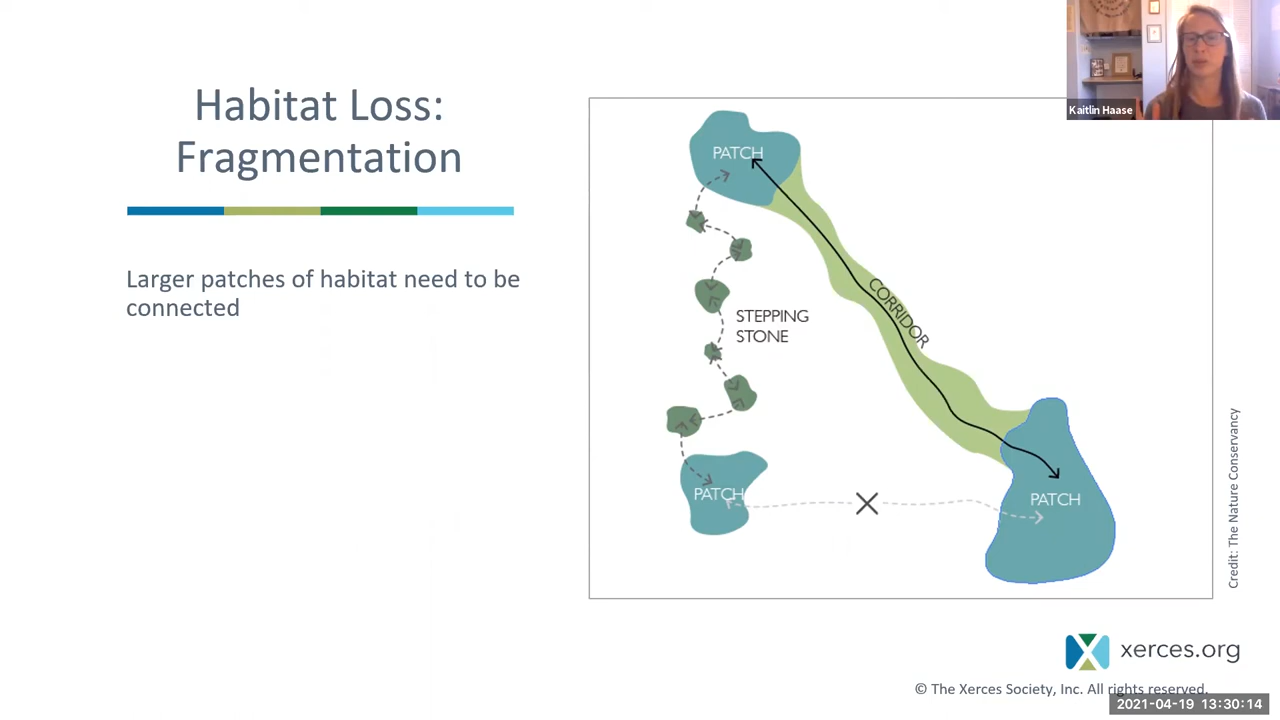 Habitat Loss:
Fragmentation
Larger patches of habitat need to be
connected
PATCH
STEPPING
STONE
CORRIDOR
PATCH
PATCH
Credit: The Nature Conservancy
Kaitlin Haase
xerces.org
© The Xerces Society, Inc. All rights reserved.
2021-04-19 13:30:14